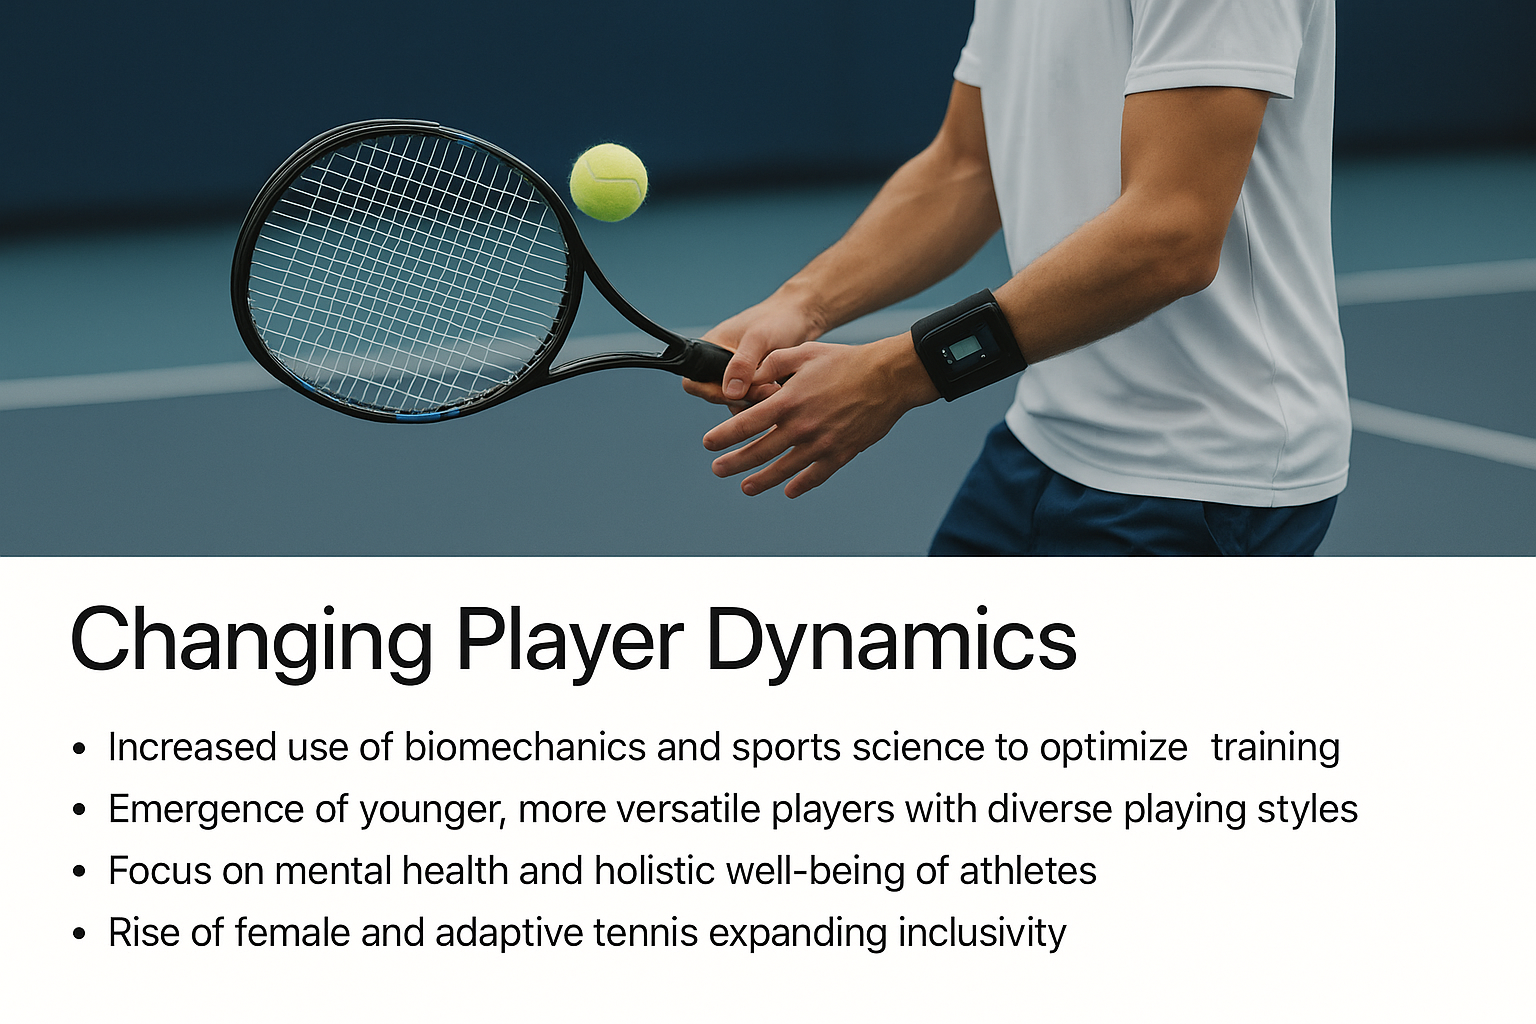 Changing Player Dynamics
• Increased use of biomechanics and sports science to optimize  training
• Emergence of younger, more versatile players with diverse playing styles
• Focus on mental health and holistic well-being of athletes
• Rise of female and adaptive tennis expanding inclusivity